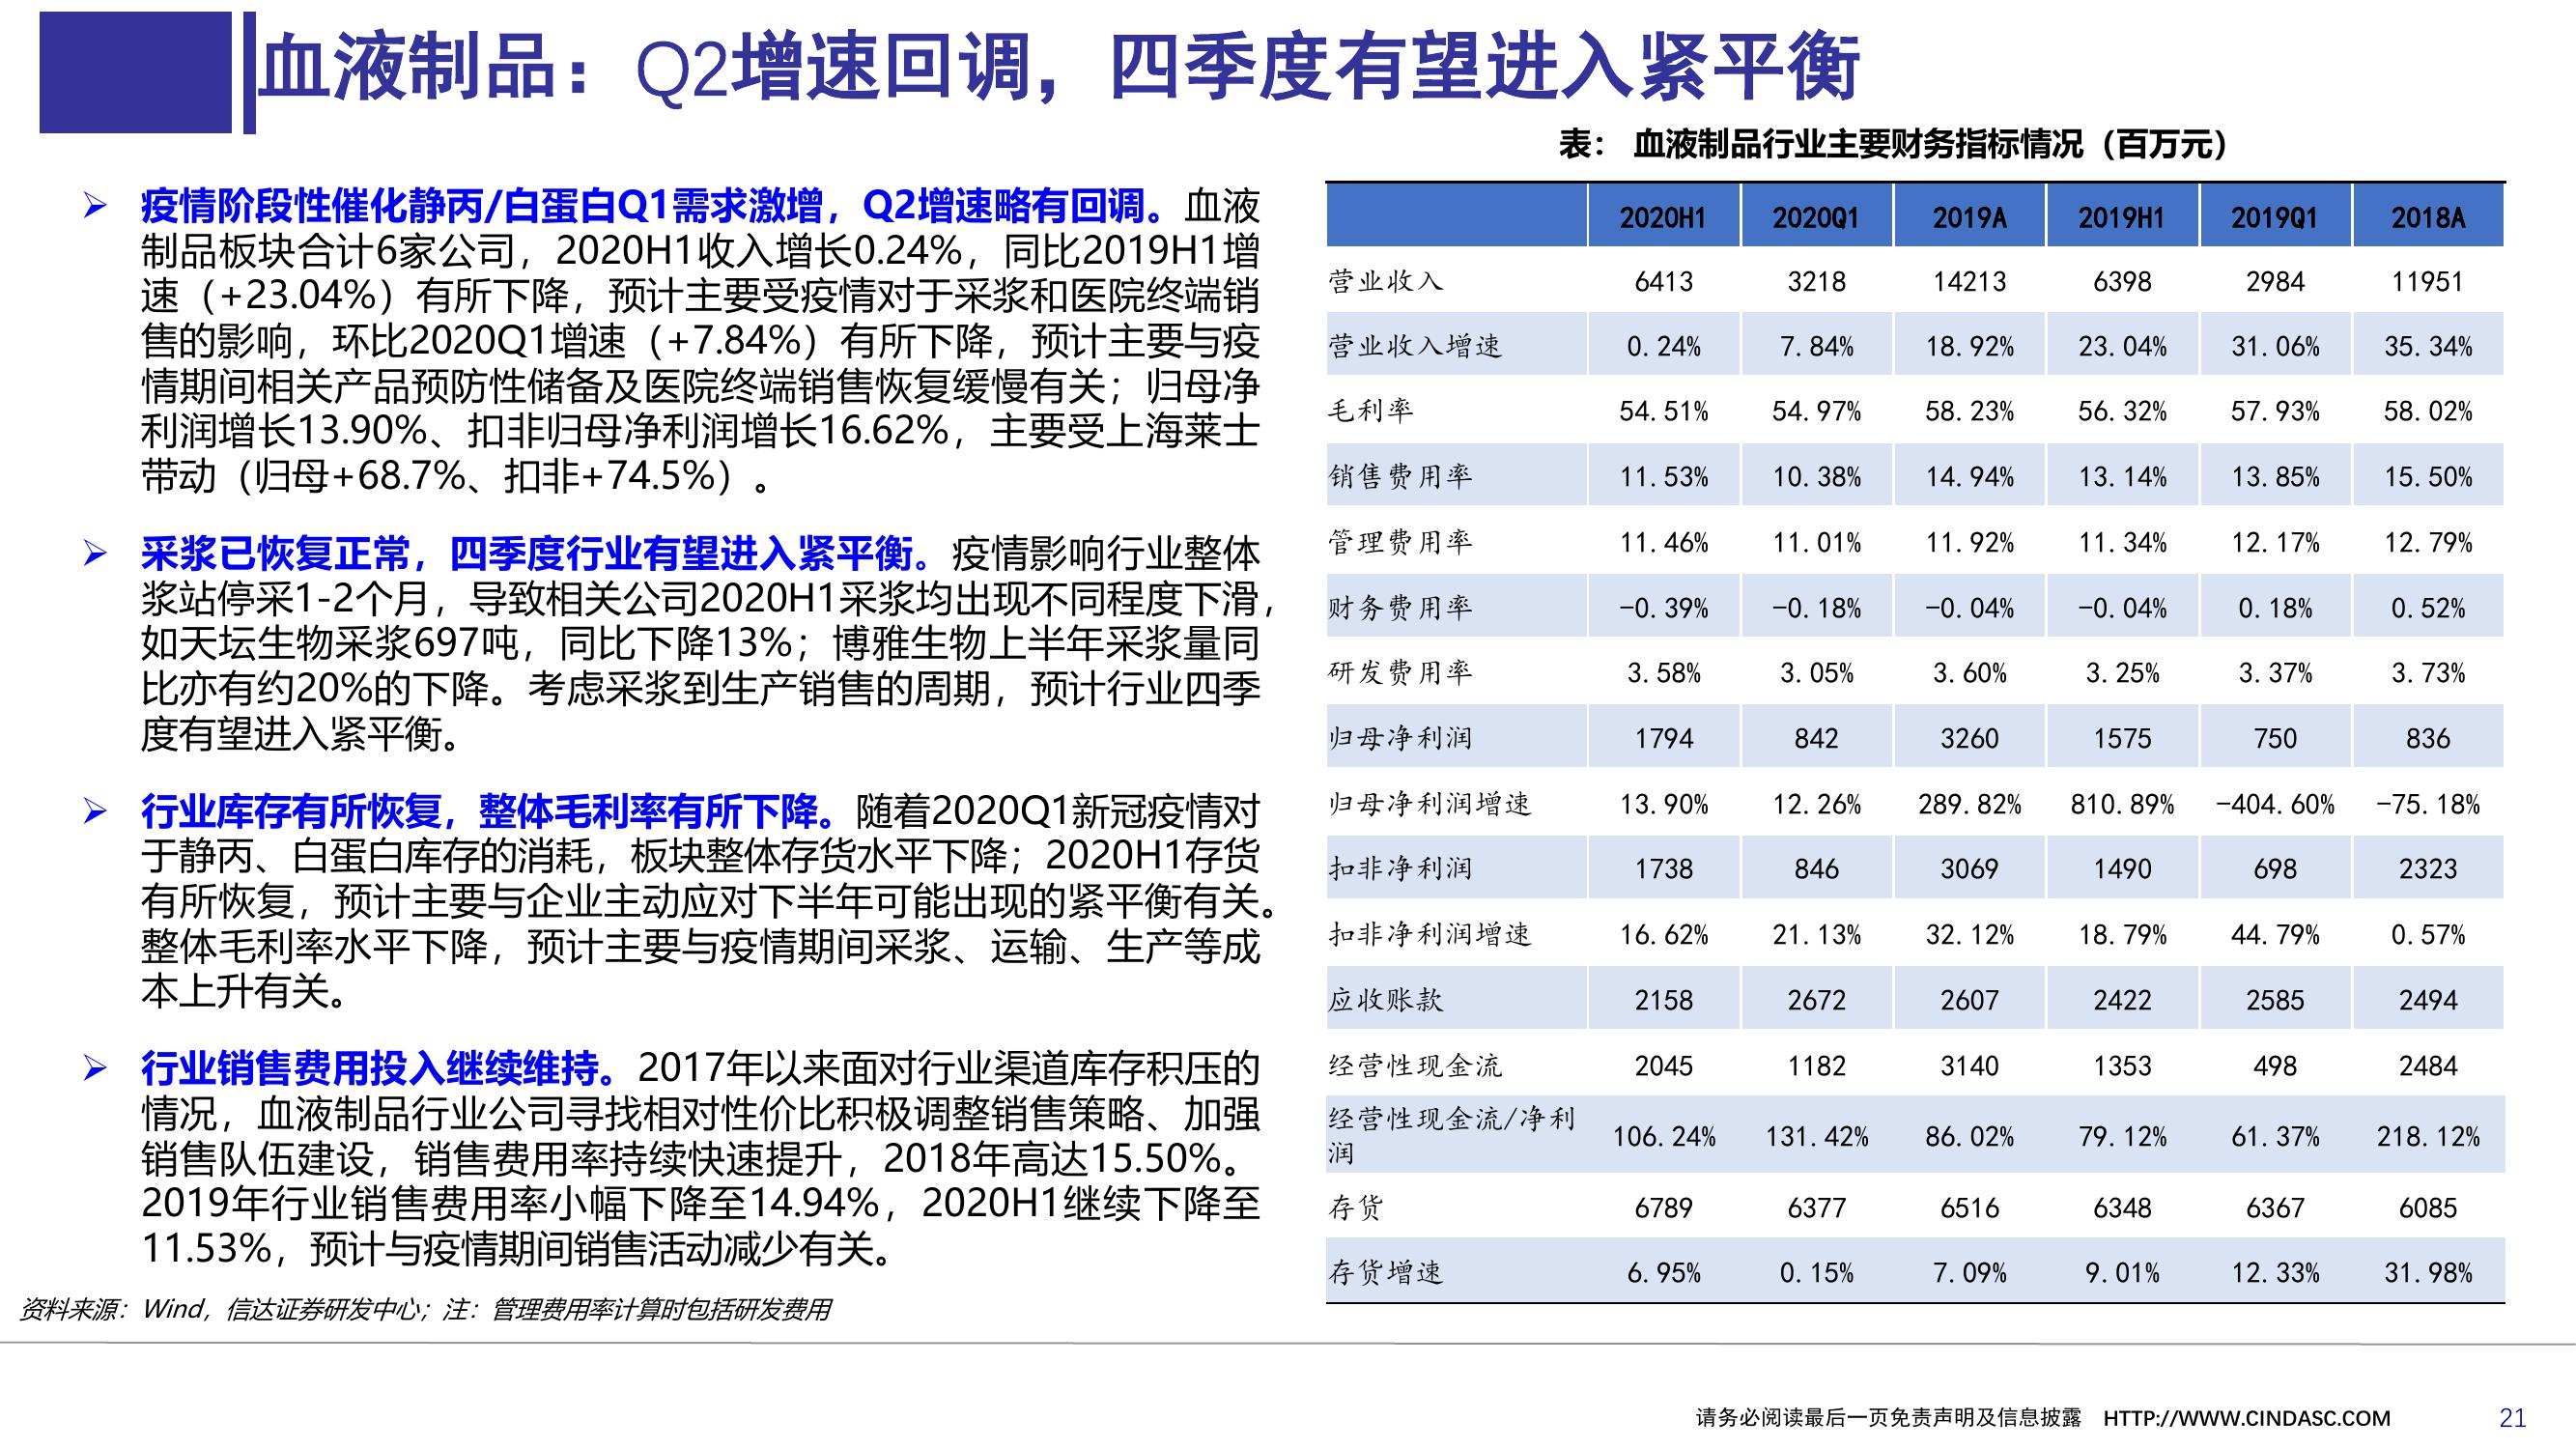 血液制品：Q2增速回调，四季度有望进入紧平衡
疫情阶段性催化静丙/白蛋白Q1需求激增，Q2增速略有回调。血液
制品板块合计6家公司，2020H1收入增长0.24%，同比2019H1增
速（+23.04%）有所下降，预计主要受疫情对于采浆和医院终端销
售的影响，环比2020Q1增速（+7.84%）有所下降，预计主要与疫
情期间相关产品预防性储备及医院终端销售恢复缓慢有关；归母净
利润增长13.90%、扣非归母净利润增长16.62%，主要受上海莱士
带动（归母+68.7%、扣非+74.5%）。
采浆已恢复正常，四季度行业有望进入紧平衡。疫情影响行业整体
浆站停采1-2个月，导致相关公司2020H1采浆均出现不同程度下滑，
如天坛生物采浆697吨，同比下降13%；博雅生物上半年采浆量同
比亦有约20%的下降。考虑采浆到生产销售的周期，预计行业四季
度有望进入紧平衡。
行业库存有所恢复，整体毛利率有所下降。随着2020Q1新冠疫情对
于静丙、白蛋白库存的消耗，板块整体存货水平下降；2020H1存货
有所恢复，预计主要与企业主动应对下半年可能出现的紧平衡有关。
整体毛利率水平下降，预计主要与疫情期间采浆、运输、生产等成
本上升有关。
行业销售费用投入继续维持。2017年以来面对行业渠道库存积压的
情况，血液制品行业公司寻找相对性价比积极调整销售策略、加强
销售队伍建设，销售费用率持续快速提升，2018年高达15.50%。
2019年行业销售费用率小幅下降至14.94%，2020H1继续下降至
11.53%，预计与疫情期间销售活动减少有关。
表： 血液制品行业主要财务指标情况（百万元）
2020H1 2020Q1 2019A 2019H1 2019Q1 2018A
营业收入 6413 3218 14213 6398 2984 11951
营业收入增速 0.24% 7.84% 18.92% 23.04% 31.06% 35.34%
毛利率 54.51% 54.97% 58.23% 56.32% 57.93% 58.02%
销售费用率 11.53% 10.38% 14.94% 13.14% 13.85% 15.50%
管理费用率 11.46% 11.01% 11.92% 11.34% 12.17% 12.79%
财务费用率 -0.39% -0.18% -0.04% -0.04% 0.18% 0.52%
研发费用率 3.58% 3.05% 3.60% 3.25% 3.37% 3.73%
归母净利润 1794 842 3260 1575 750 836
归母净利润增速 13.90% 12.26% 289.82% 810.89% -404.60% -75.18%
扣非净利润 1738 846 3069 1490 698 2323
扣非净利润增速 16.62% 21.13% 32.12% 18.79% 44.79% 0.57%
应收账款 2158 2672 2607 2422 2585 2494
经营性现金流 2045 1182 3140 1353 498 2484
经营性现金流/净利
润 106.24% 131.42% 86.02% 79.12% 61.37% 218.12%
存货 6789 6377 6516 6348 6367 6085
存货增速 6.95% 0.15% 7.09% 9.01% 12.33% 31.98%
资料来源：Wind，信达证券研发中心；注：管理费用率计算时包括研发费用
请务必阅读最后一页免责声明及信息披露 HTTP://WWW.CINDASC.COM 21